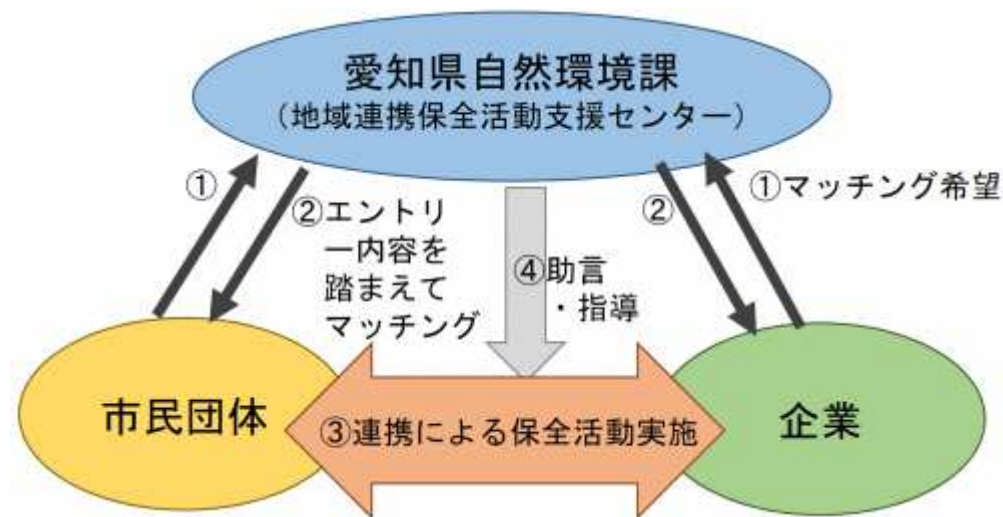 愛知県自然環境課
（地域連携保全活動支援センター）
①
②エントリ
ー内容を
踏まえて
マッチング
④助言
・指導
②
①マッチング希望
市民団体
③連携による保全活動実施
企業